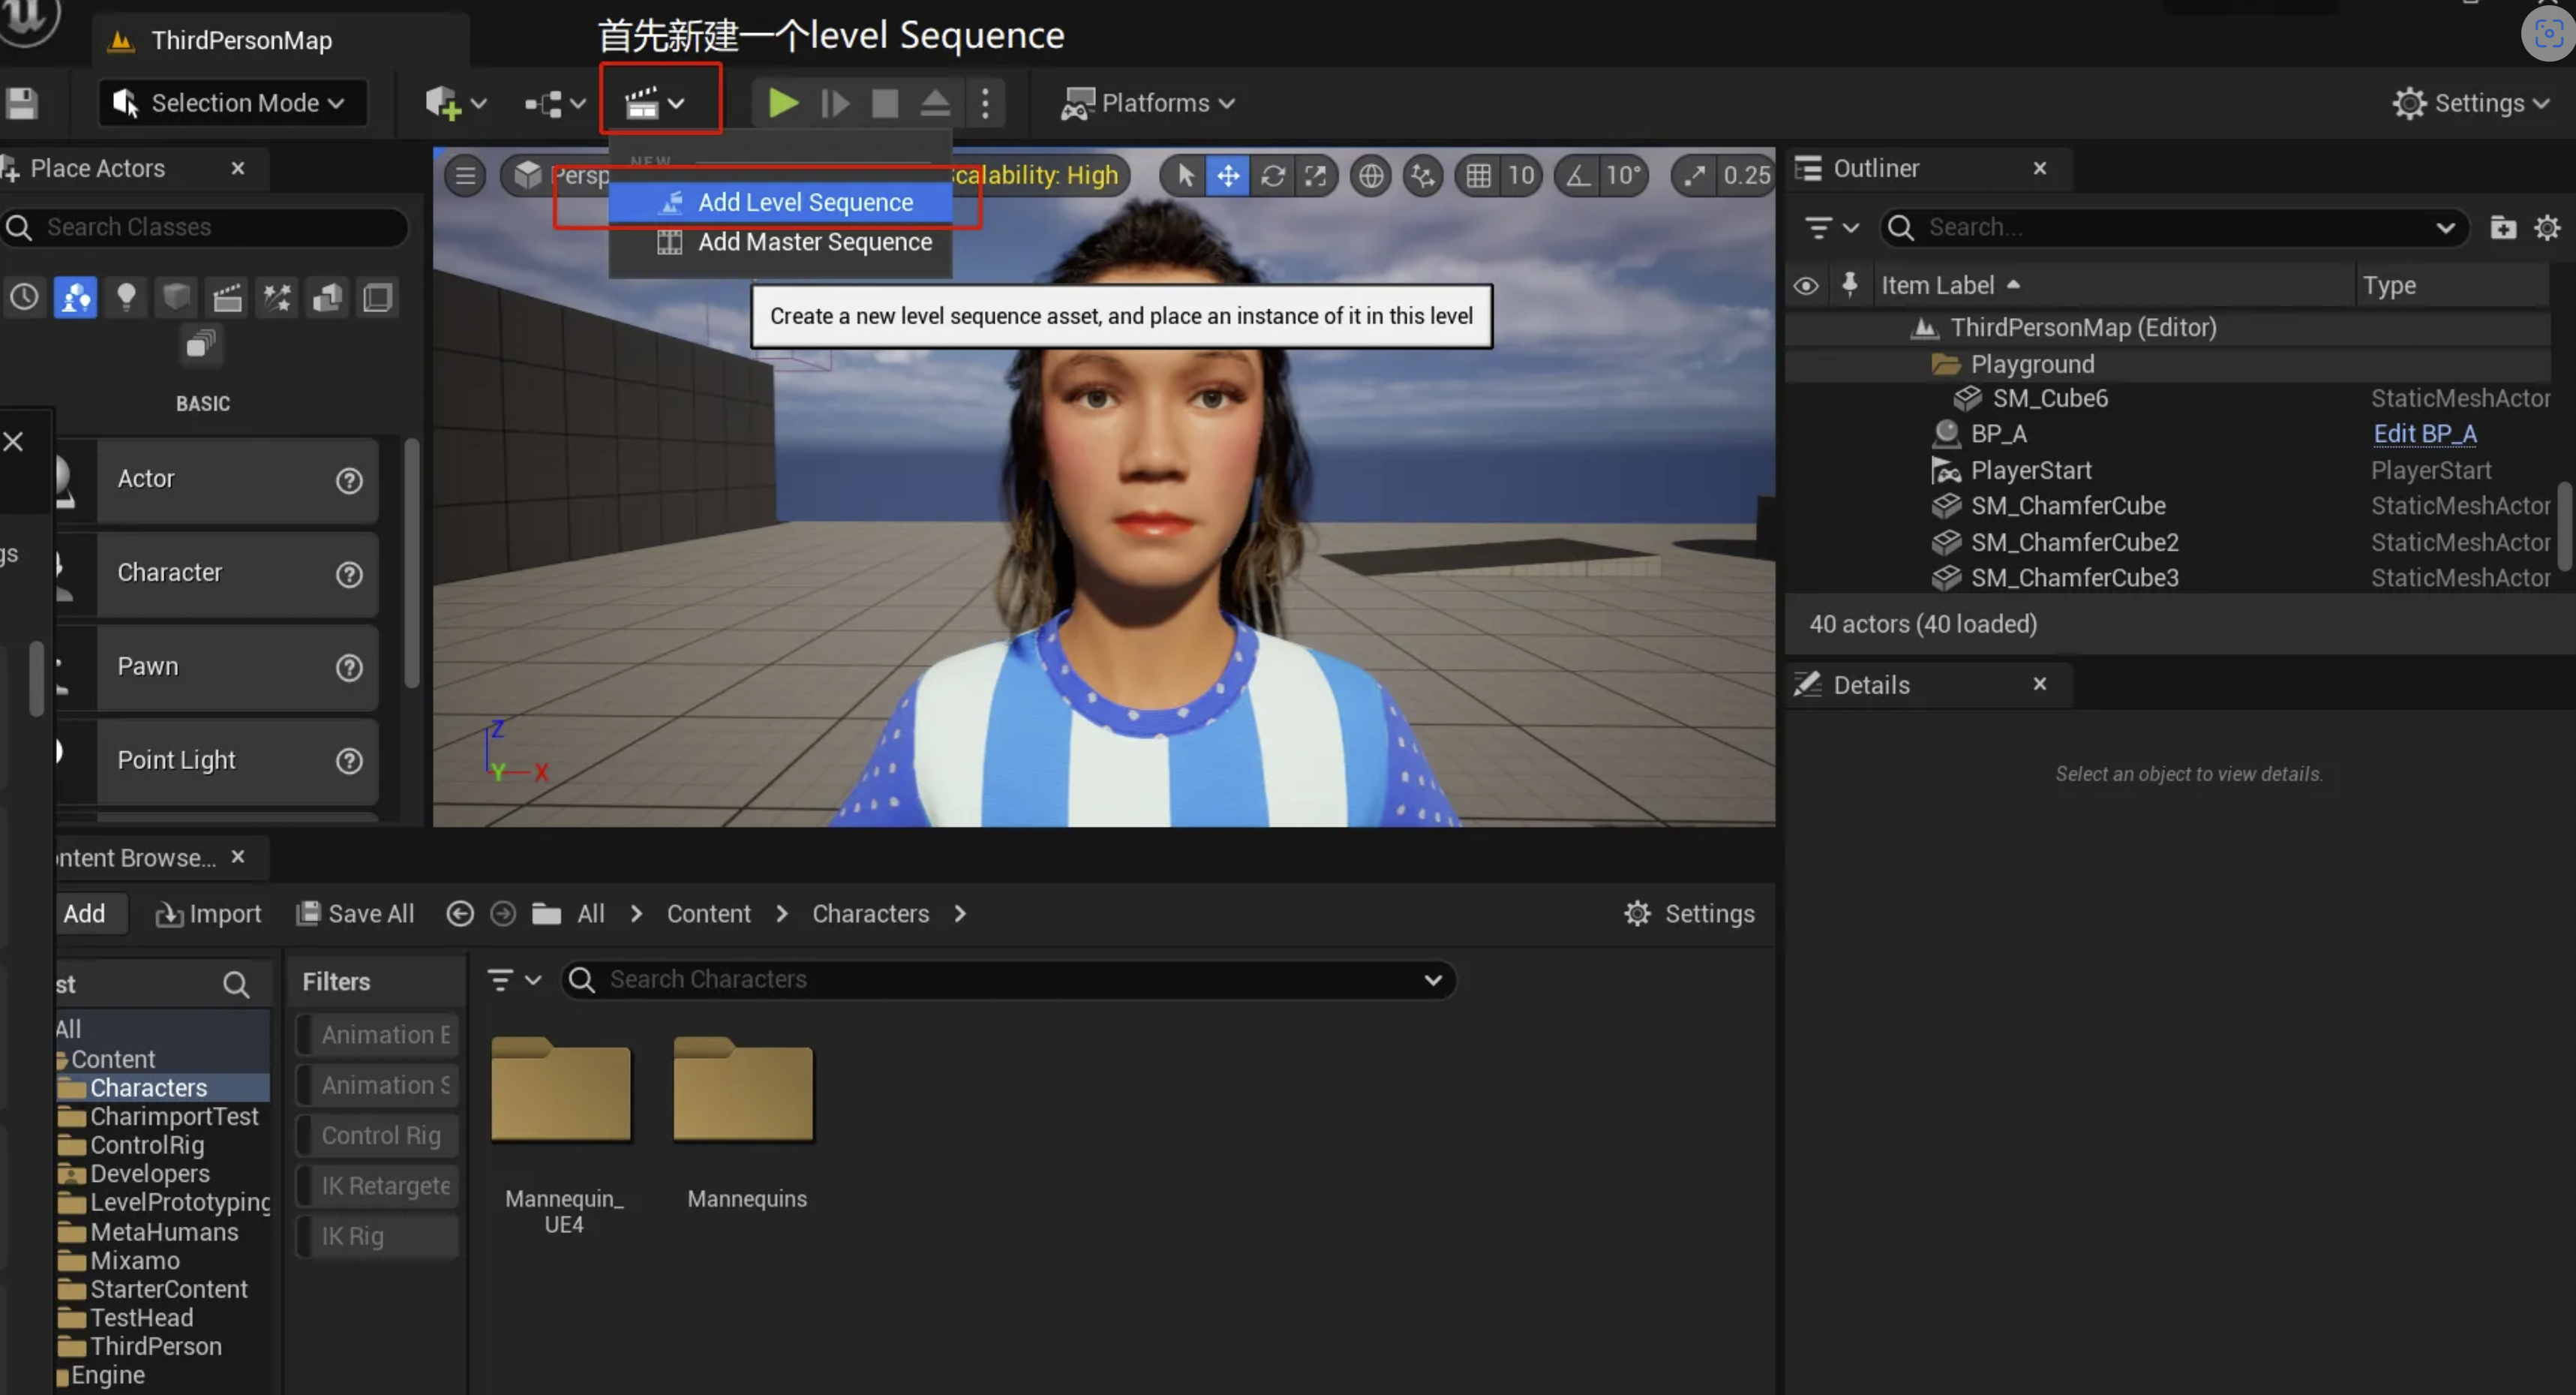 首先新建一个level Sequence
ThirdPersonMap
Selection Mode
Platforms
Settings
Place Actors
Search Classes
BASIC
Actor
Character
Pawn
Point Light
NEW
Persp
calability: High
10
10°
0.25
Add Level Sequence
Add Master Sequence
Create a new level sequence asset, and place an instance of it in this level
Z
Y
X
Outliner
Search...
Item Label
Type
ThirdPersonMap (Editor)
Playground
SM_Cube6 StaticMeshActor
BP_A Edit BP_A
PlayerStart PlayerStart
SM_ChamferCube StaticMeshActor
SM_ChamferCube2 StaticMeshActor
SM_ChamferCube3 StaticMeshActor
40 actors (40 loaded)
Details
Select an object to view details.
gs
ntent Browse...
Add
Import
Save All
All
Content
Characters
Settings
st
All
Content
Characters
CharimportTest
ControlRig
Developers
LevelPrototyping
MetaHumans
Mixamo
StarterContent
TestHead
ThirdPerson
Engine
Filters
Animation
Animation S
Control Rig
IK Retargete
IK Rig
Search Characters
Mannequin_
UE4
Mannequins